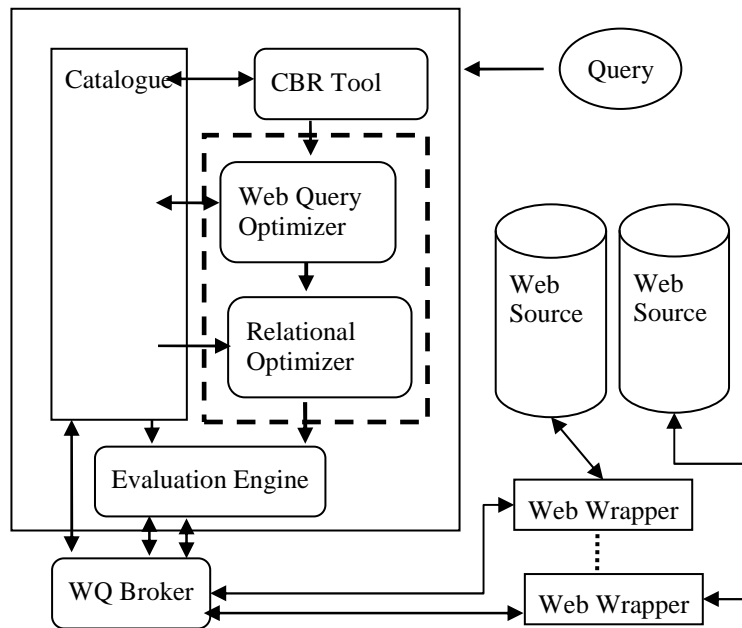 Catalogue
CBR Tool
Query
Web Query
Optimizer
Web
Source
Web
Source
Relational
Optimizer
Evaluation Engine
Web Wrapper
WQ Broker
Web Wrapper